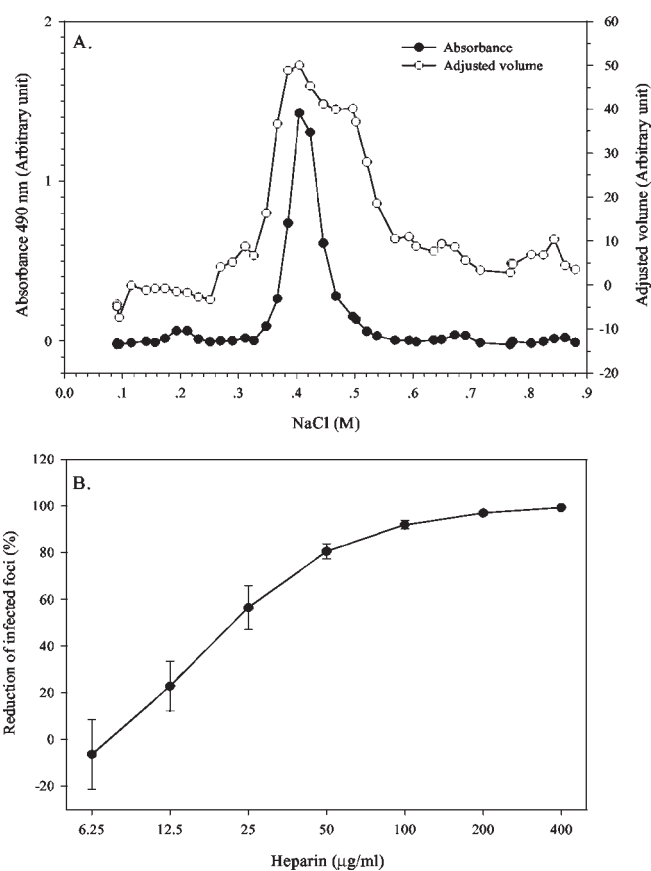 A.
Absorbance
Adjusted volume
Absorbance 490 nm (Arbitrary unit)
2
1
0
Adjusted volume (Arbitrary unit)
60
50
40
30
20
10
0
-10
-20
0.0 .1 .2 .3 .4 .5 .6 .7 .8 .9
NaCl (M)
B.
Reduction of infected foci (%)
120
100
80
60
40
20
0
-20
6.25 12.5 25 50 100 200 400
Heparin (μg/ml)